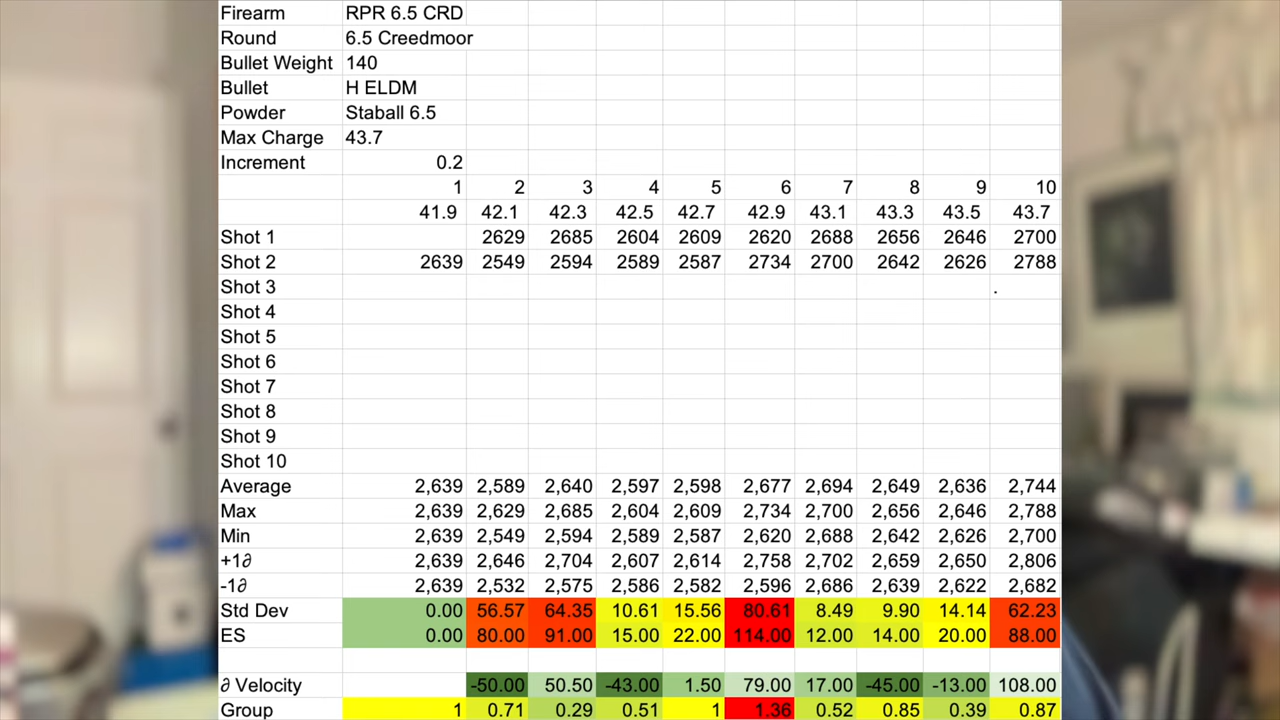 Firearm RPR 6.5 CRD
Round 6.5 Creedmoor
Bullet Weight 140
Bullet H ELDM
Powder Staball 6.5
Max Charge 43.7
Increment 0.2
1 2 3 4 5 6 7 8 9 10
41.9 42.1 42.3 42.5 42.7 42.9 43.1 43.3 43.5 43.7
Shot 1 2629 2685 2604 2609 2620 2688 2656 2646 2700
Shot 2 2639 2549 2594 2589 2587 2734 2700 2642 2626 2788
Shot 3 .
Shot 4
Shot 5
Shot 6
Shot 7
Shot 8
Shot 9
Shot 10
Average 2,639 2,589 2,640 2,597 2,598 2,677 2,694 2,649 2,636 2,744
Max 2,639 2,629 2,685 2,604 2,609 2,734 2,700 2,656 2,646 2,788
Min 2,639 2,549 2,594 2,589 2,587 2,620 2,688 2,642 2,626 2,700
+1∂ 2,639 2,646 2,704 2,607 2,614 2,758 2,702 2,659 2,650 2,806
-1∂ 2,639 2,532 2,575 2,586 2,582 2,596 2,686 2,639 2,622 2,682
Std Dev 0.00 56.57 64.35 10.61 15.56 80.61 8.49 9.90 14.14 62.23
ES 0.00 80.00 91.00 15.00 22.00 114.00 12.00 14.00 20.00 88.00
∂ Velocity -50.00 50.50 -43.00 1.50 79.00 17.00 -45.00 -13.00 108.00
Group 1 0.71 0.29 0.51 1 1.36 0.52 0.85 0.39 0.87